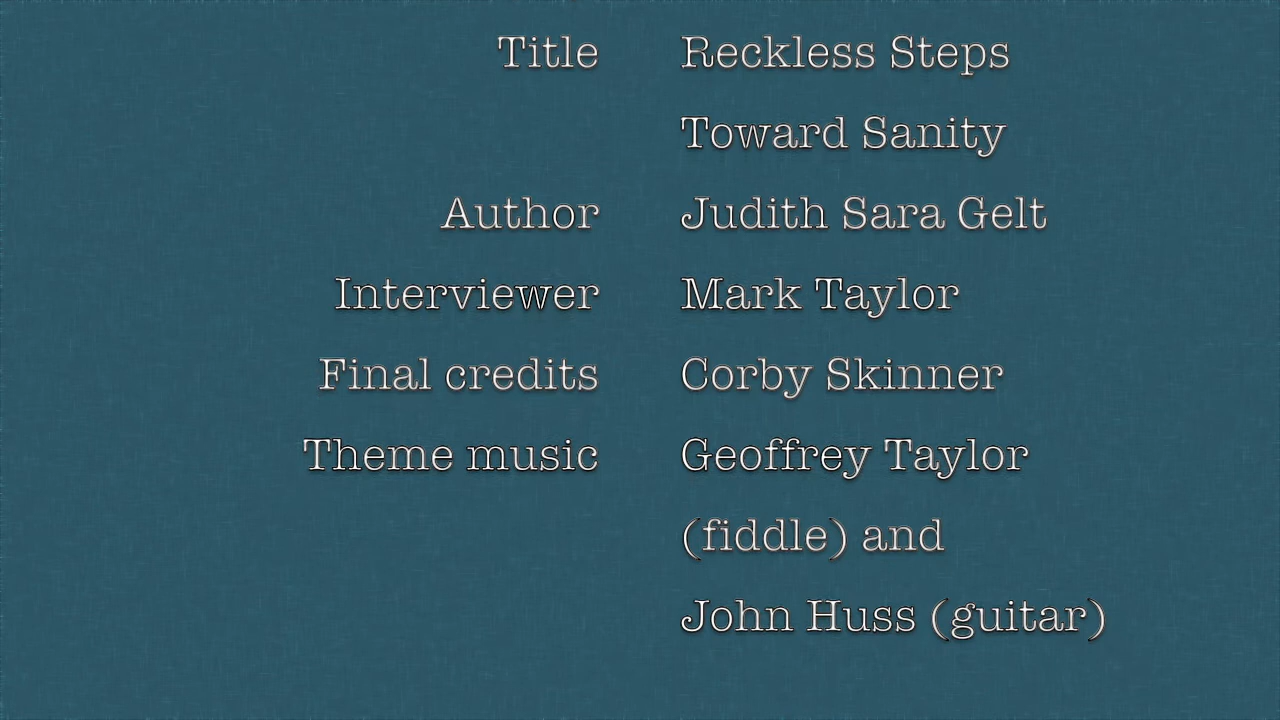 Title Reckless Steps
Toward Sanity
Author Judith Sara Gelt
Interviewer Mark Taylor
Final credits Corby Skinner
Theme music Geoffrey Taylor
(fiddle) and
John Huss (guitar)